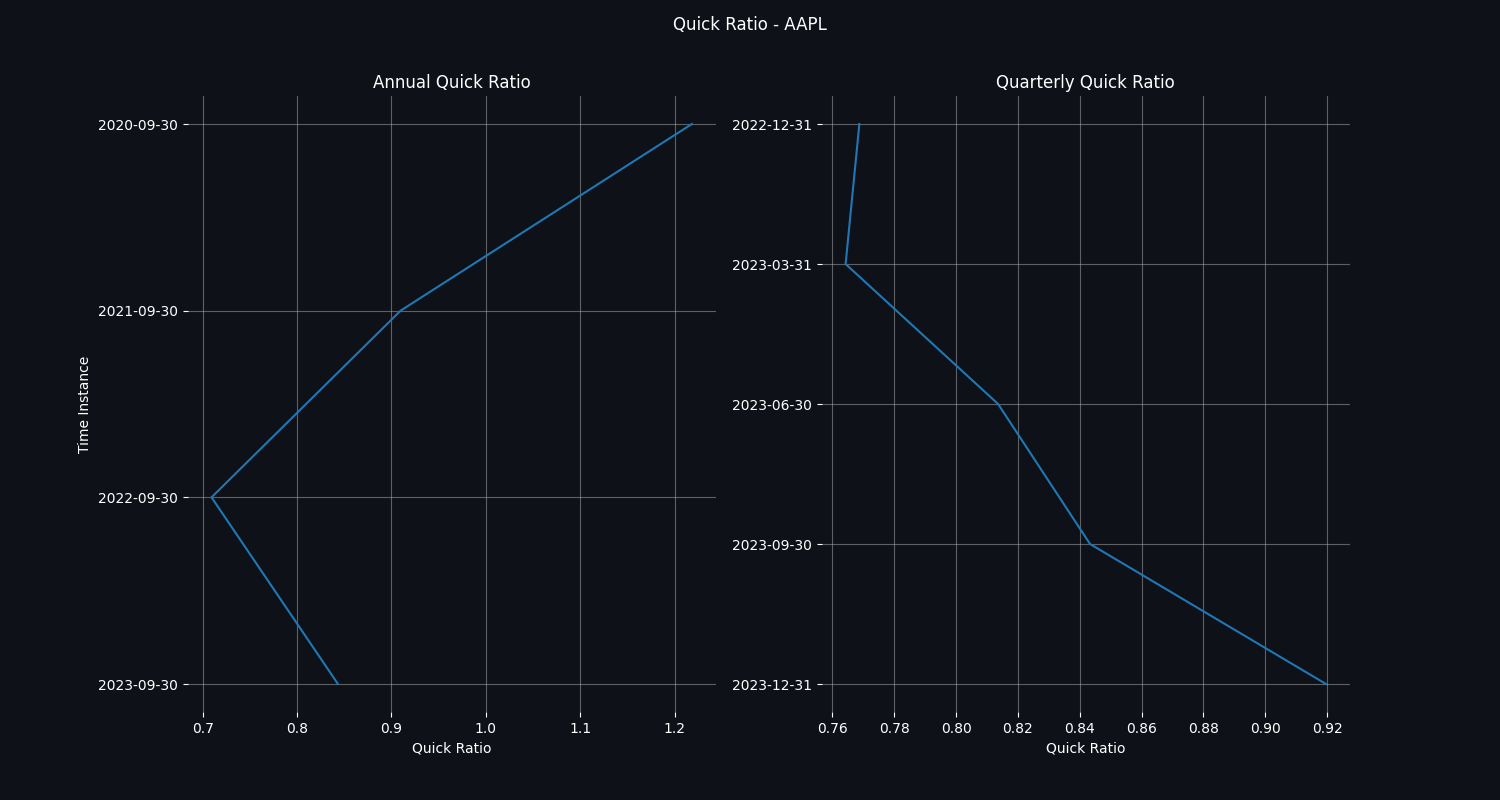 Quick Ratio - AAPL
Annual Quick Ratio
2020-09-30
2021-09-30
2022-09-30
2023-09-30
Time Instance
0.7 0.8 0.9 1.0 1.1 1.2
Quick Ratio
Quarterly Quick Ratio
2022-12-31
2023-03-31
2023-06-30
2023-09-30
2023-12-31
0.76 0.78 0.80 0.82 0.84 0.86 0.88 0.90 0.92
Quick Ratio